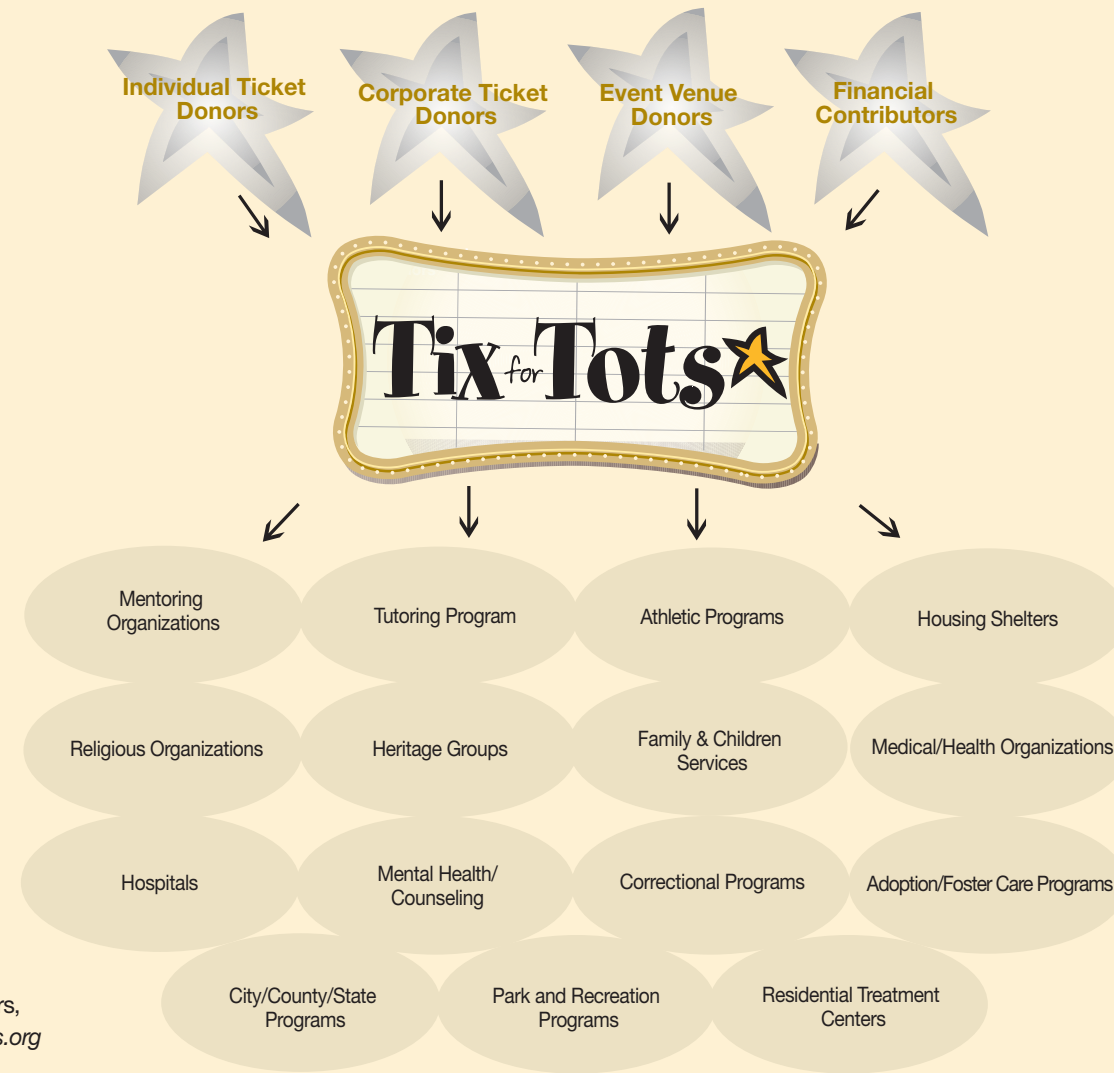 Individual Ticket
Donors
Corporate Ticket
Donors
Event Venue
Donors
Financial
Contributors
Tix for Tots
Mentoring
Organizations
Tutoring Program
Athletic Programs
Housing Shelters
Religious Organizations
Heritage Groups
Family & Children
Services
Medical/Health Organizations
Hospitals
Mental Health/
Counseling
Correctional Programs
Adoption/Foster Care Programs
City/County/State
Programs
Park and Recreation
Programs
Residential Treatment
Centers
rs,
s.org